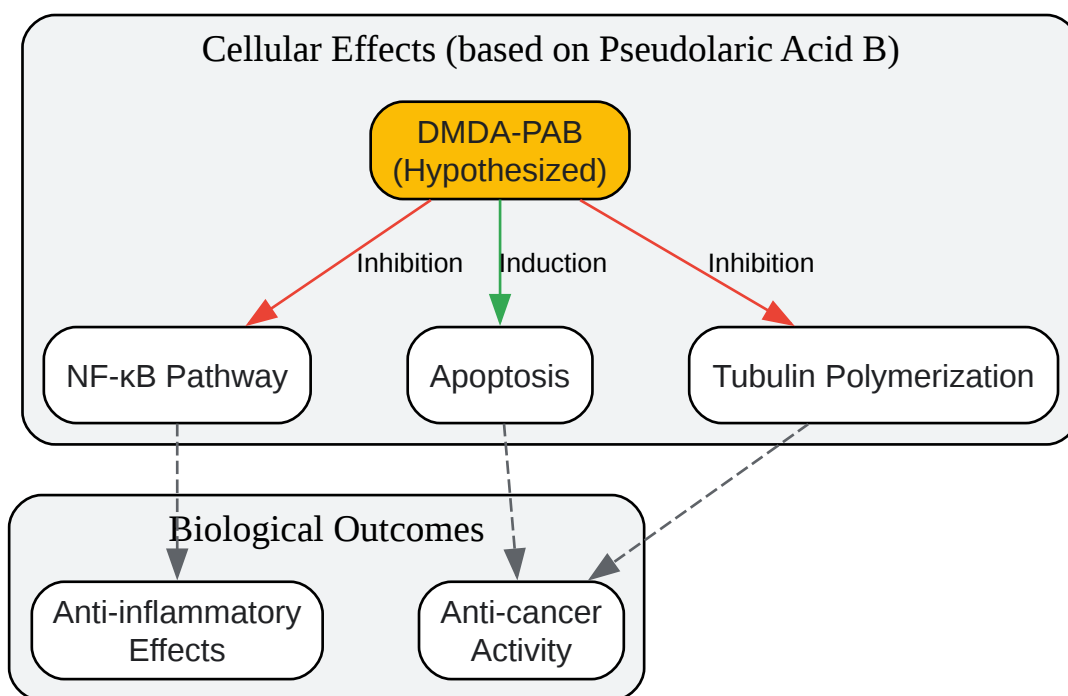 Cellular Effects (based on Pseudolaric Acid B)
DMDA-PAB
(Hypothesized)
Inhibition
Induction
Inhibition
NF-κB Pathway
Apoptosis
Tubulin Polymerization
Biological Outcomes
Anti-inflammatory
Effects
Anti-cancer
Activity